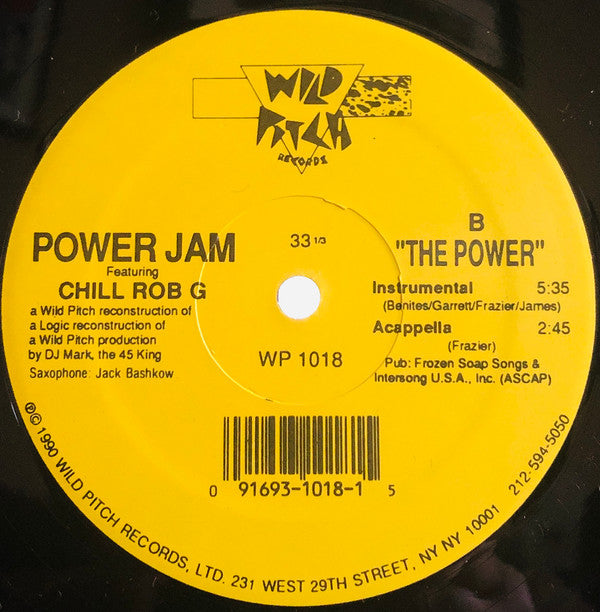 WILD
PITCH
RECORDS
POWER JAM
Featuring
CHILL ROB G
a Wild Pitch reconstruction of
a Logic reconstruction of
a Wild Pitch production
by DJ Mark, the 45 King
Saxophone: Jack Bashkow
33 1/3
WP 1018
B
"THE POWER"
Instrumental 5:35
(Benites/Garrett/Frazier/James)
Acappella 2:45
(Frazier)
Pub: Frozen Soap Songs &
Intersong U.S.A., Inc. (ASCAP)
0 91693-1018-1 5
℗© 1990 WILD PITCH RECORDS, LTD. 231 WEST 29TH STREET, NY NY 10001 212-594-5050